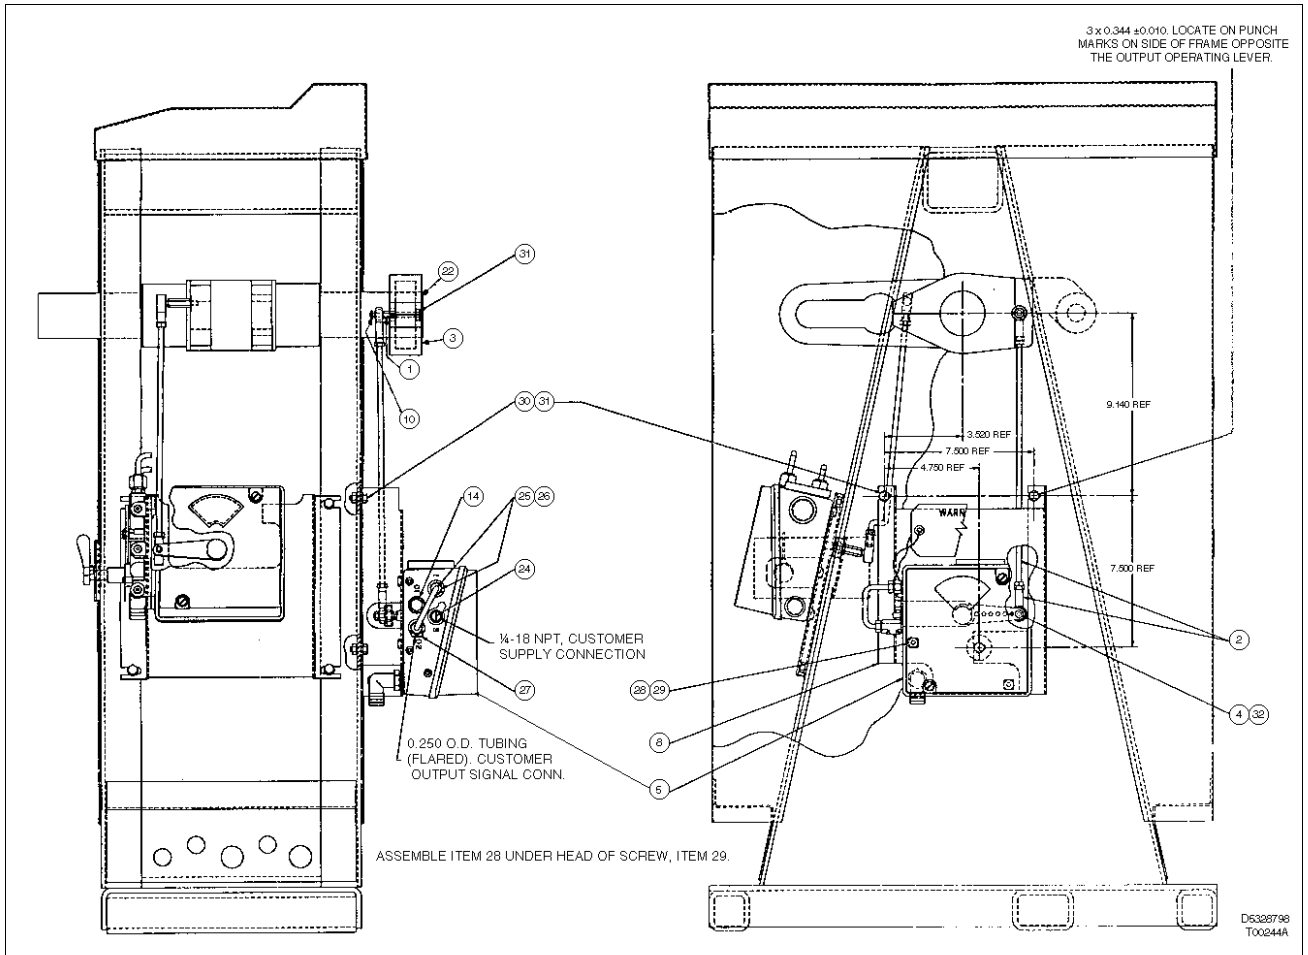 3 x 0.344 ±0.010. LOCATE ON PUNCH
MARKS ON SIDE OF FRAME OPPOSITE
THE OUTPUT OPERATING LEVER.
31
22
3
1
10
30 31
14
25 26
24
¼-18 NPT, CUSTOMER
SUPPLY CONNECTION
27
0.250 O.D. TUBING
(FLARED). CUSTOMER
OUTPUT SIGNAL CONN.
9.140 REF
3.520 REF
7.500 REF
4.750 REF
WARN
7.500 REF
2
28 29
4 32
8
5
ASSEMBLE ITEM 28 UNDER HEAD OF SCREW, ITEM 29.
D5328798
T00244A